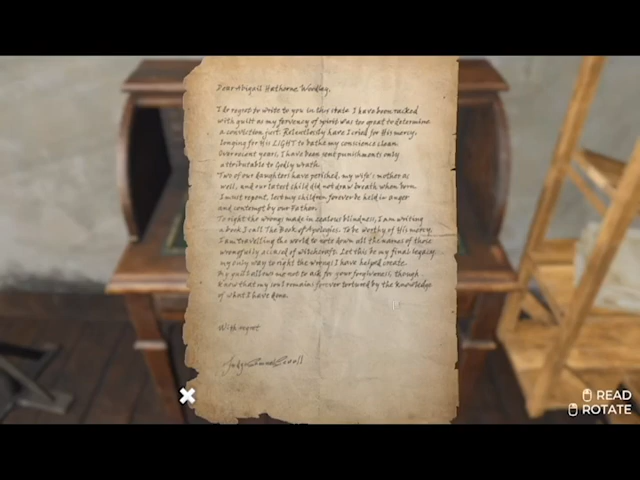 Dear Abigail Hathorne Wordley,
I do regret to write to you in this state. I have been racked
with guilt as my fervency of spirit was too great to determine
a conviction just. Relentlessly have I cried for His mercy,
longing for His LIGHT to bathe my conscience clean.
Over recent years, I have been sent punishments only
attributable to Godly wrath.
Two of our daughters have perished, my wife's mother as
well, and our latest child did not draw breath when born.
I must repent, lest my children forever be held in anger
and contempt by our Father.
To right the wrongs made in zealous blindness, I am writing
a book I call The Book of Apologies. To be worthy of His mercy,
I am travelling the world to note down all the names of those
wrongfully accused of witchcraft. Let this be my final legacy,
my only way to right the wrongs I have helped create.
My guilt allows me not to ask for your forgiveness, though
know that my soul remains forever tortured by the knowledge
of what I have done.
With regret
Judge Samuel Sewall
READ
ROTATE